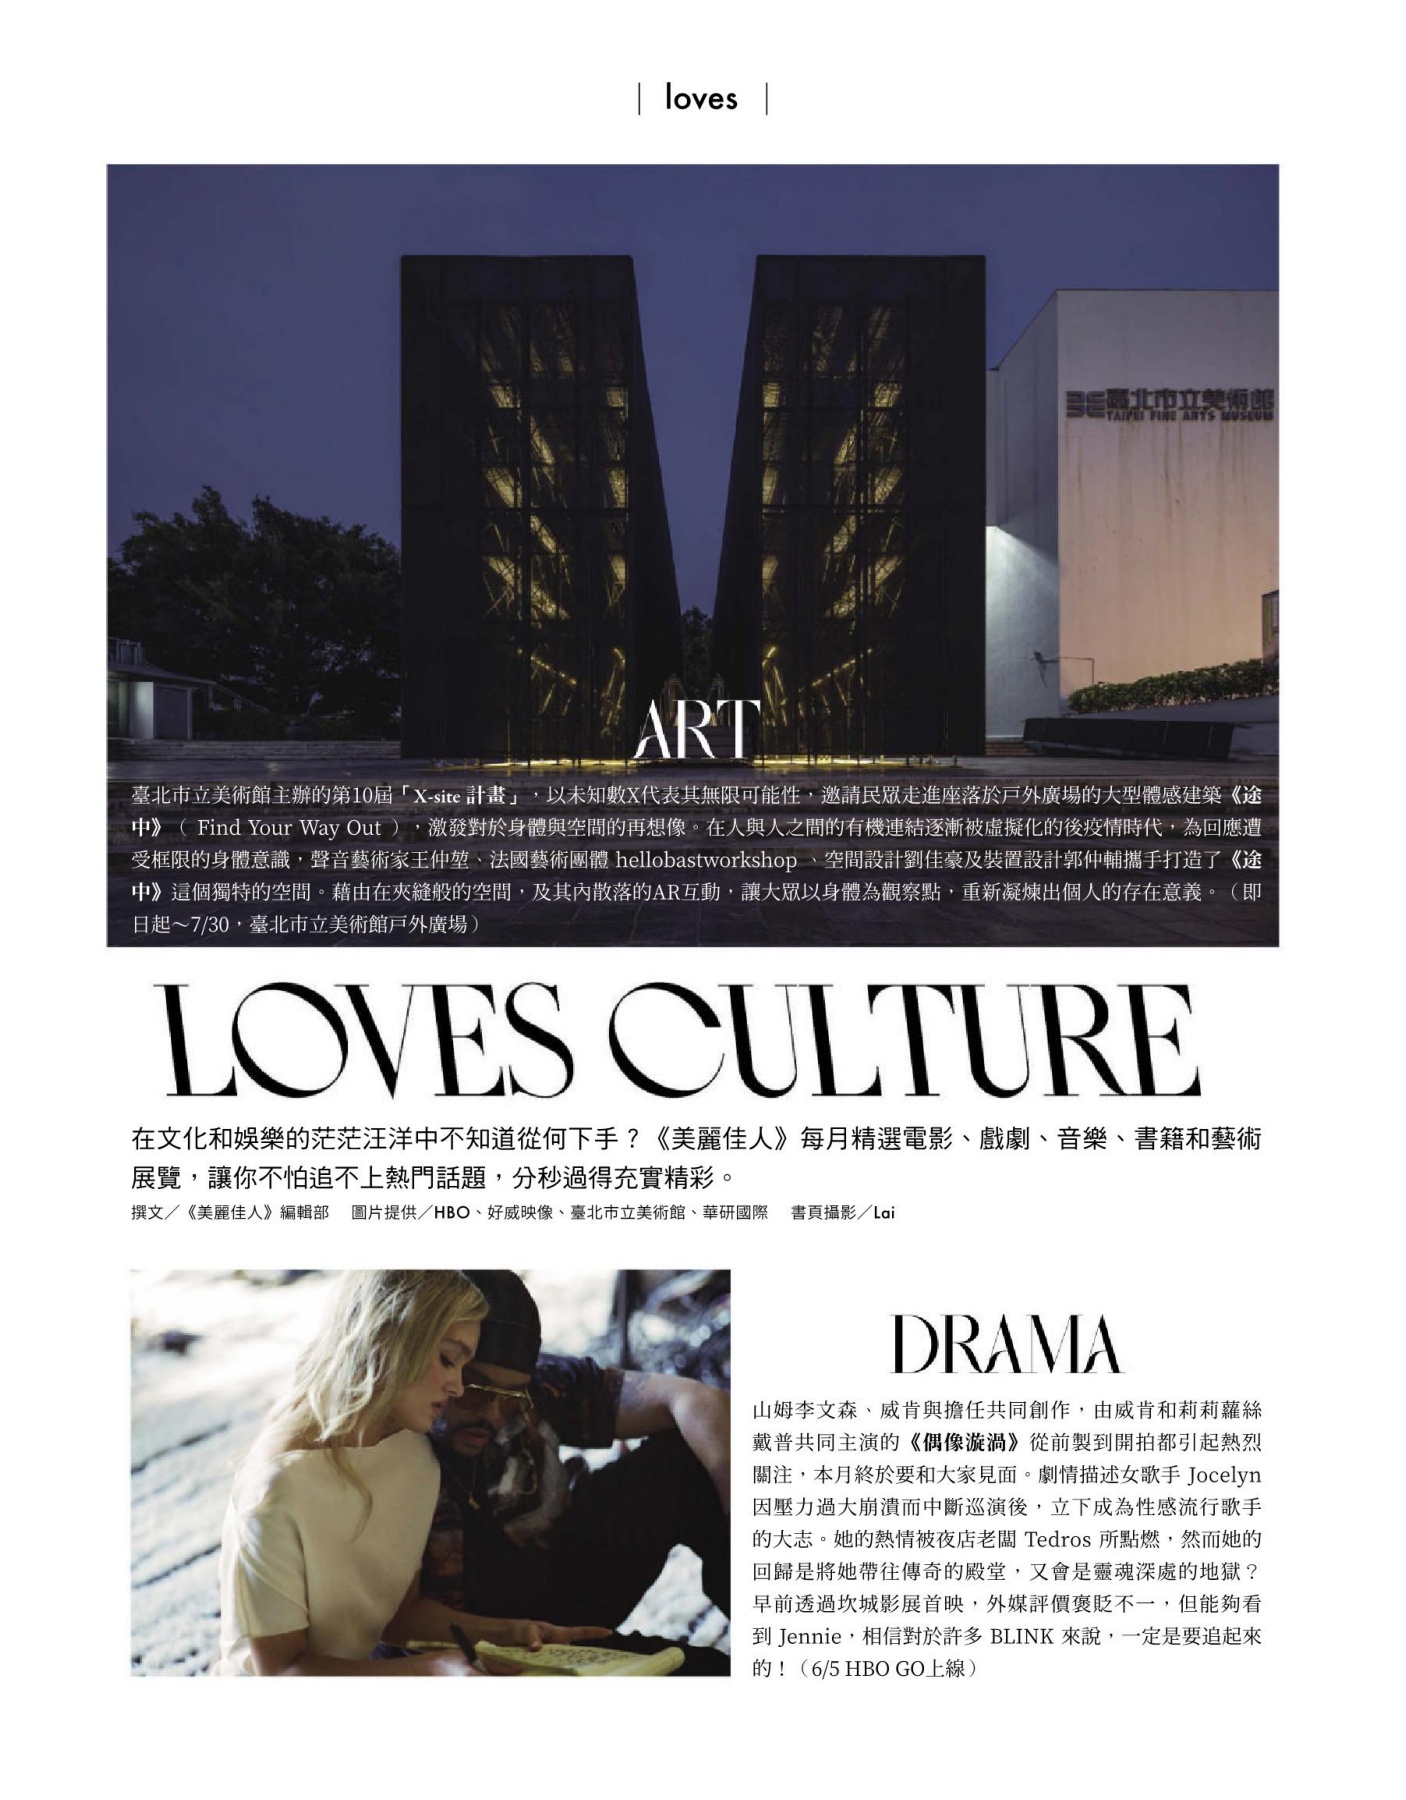 loves
臺北市立美術館
TAIPEI FINE ARTS MUSEUM
ART
臺北市立美術館主辦的第10屆「X-site 計畫」，以未知數X代表其無限可能性，邀請民眾走進座落於戶外廣場的大型體感建築《途
中》（ Find Your Way Out ），激發對於身體與空間的再想像。在人與人之間的有機連結逐漸被虛擬化的後疫情時代，為回應遭
受框限的身體意識，聲音藝術家王仲堃、法國藝術團體 hellobastworkshop 、空間設計劉佳豪及裝置設計郭仲輔攜手打造了《途
中》這個獨特的空間。藉由在夾縫般的空間，及其內散落的AR互動，讓大眾以身體為觀察點，重新凝煉出個人的存在意義。（即
日起～7/30，臺北市立美術館戶外廣場）
LOVES CULTURE
在文化和娛樂的茫茫汪洋中不知道從何下手？《美麗佳人》每月精選電影、戲劇、音樂、書籍和藝術
展覽，讓你不怕追不上熱門話題，分秒過得充實精彩。
撰文／《美麗佳人》編輯部　圖片提供／HBO、好威映像、臺北市立美術館、華研國際　書頁攝影／Lai
DRAMA
山姆李文森、威肯與擔任共同創作，由威肯和莉莉蘿絲
戴普共同主演的《偶像漩渦》從前製到開拍都引起熱烈
關注，本月終於要和大家見面。劇情描述女歌手 Jocelyn
因壓力過大崩潰而中斷巡演後，立下成為性感流行歌手
的大志。她的熱情被夜店老闆 Tedros 所點燃，然而她的
回歸是將她帶往傳奇的殿堂，又會是靈魂深處的地獄？
早前透過坎城影展首映，外媒評價褒貶不一，但能夠看
到 Jennie，相信對於許多 BLINK 來說，一定是要追起來
的！（6/5 HBO GO上線）